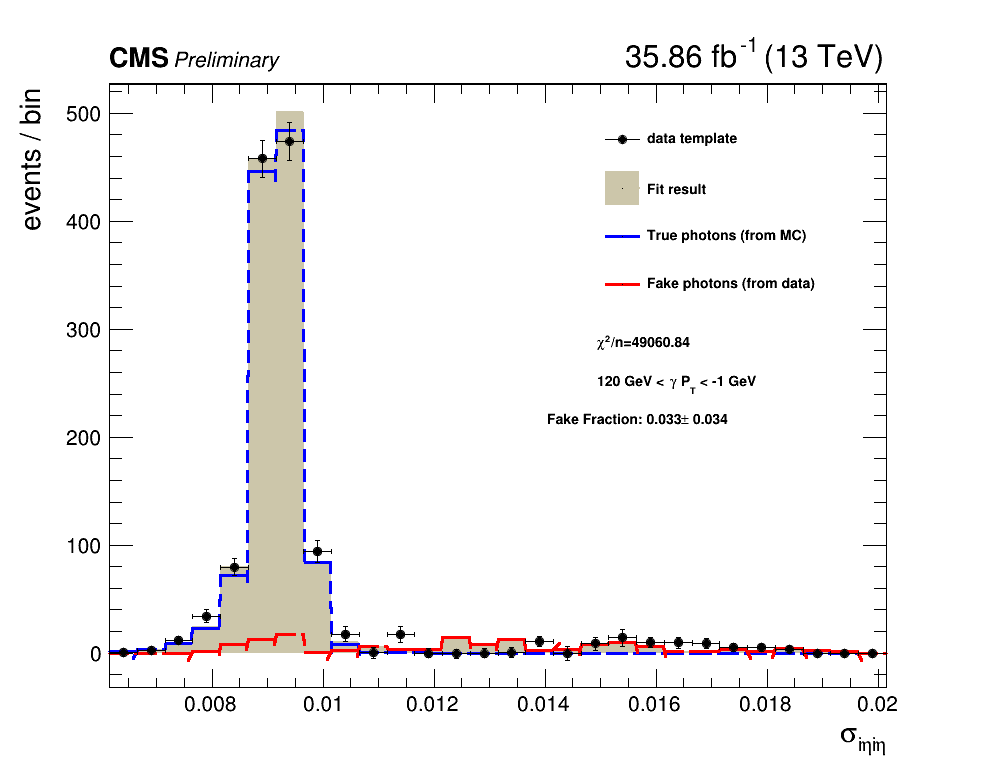 CMS Preliminary
35.86 fb⁻¹ (13 TeV)
events / bin
500
400
300
200
100
0
data template
Fit result
True photons (from MC)
Fake photons (from data)
χ²/n=49060.84
120 GeV < γ P_T < -1 GeV
Fake Fraction: 0.033± 0.034
0.008 0.01 0.012 0.014 0.016 0.018 0.02
σ_iηiη